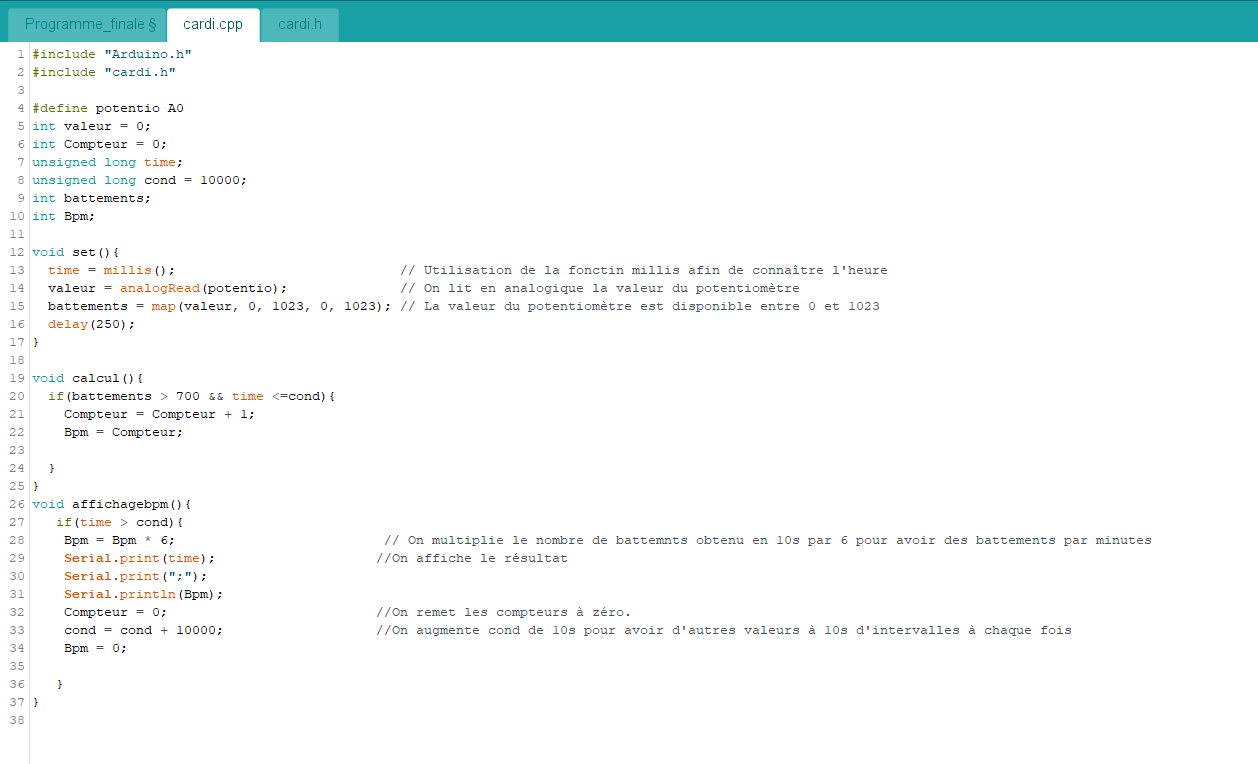 Programme_finale § cardi.cpp cardi.h
1 #include "Arduino.h"
2 #include "cardi.h"
3
4 #define potentio A0
5 int valeur = 0;
6 int Compteur = 0;
7 unsigned long time;
8 unsigned long cond = 10000;
9 int battements;
10 int Bpm;
11
12 void set(){
13 time = millis(); // Utilisation de la fonctin millis afin de connaître l'heure
14 valeur = analogRead(potentio); // On lit en analogique la valeur du potentiomètre
15 battements = map(valeur, 0, 1023, 0, 1023); // La valeur du potentiomètre est disponible entre 0 et 1023
16 delay(250);
17 }
18
19 void calcul(){
20 if(battements > 700 && time <=cond){
21 Compteur = Compteur + 1;
22 Bpm = Compteur;
23
24 }
25 }
26 void affichagebpm(){
27 if(time > cond){
28 Bpm = Bpm * 6; // On multiplie le nombre de battemnts obtenu en 10s par 6 pour avoir des battements par minutes
29 Serial.print(time); //On affiche le résultat
30 Serial.print(";");
31 Serial.println(Bpm);
32 Compteur = 0; //On remet les compteurs à zéro.
33 cond = cond + 10000; //On augmente cond de 10s pour avoir d'autres valeurs à 10s d'intervalles à chaque fois
34 Bpm = 0;
35
36 }
37 }
38